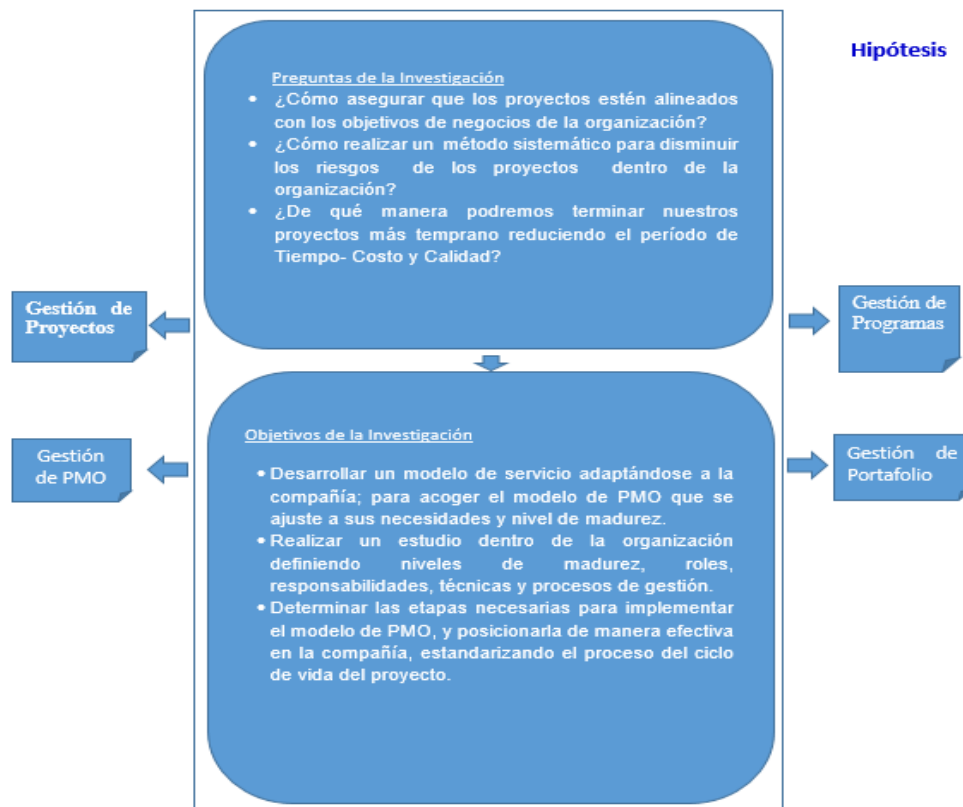 Hipótesis
Preguntas de la Investigación
• ¿Cómo asegurar que los proyectos estén alineados
con los objetivos de negocios de la organización?
• ¿Cómo realizar un método sistemático para disminuir
los riesgos de los proyectos dentro de la
organización?
• ¿De qué manera podremos terminar nuestros
proyectos más temprano reduciendo el período de
Tiempo- Costo y Calidad?
Gestión de
Proyectos
Gestión de
Programas
Objetivos de la Investigación
• Desarrollar un modelo de servicio adaptándose a la
compañía; para acoger el modelo de PMO que se
ajuste a sus necesidades y nivel de madurez.
• Realizar un estudio dentro de la organización
definiendo niveles de madurez, roles,
responsabilidades, técnicas y procesos de gestión.
• Determinar las etapas necesarias para implementar
el modelo de PMO, y posicionarla de manera efectiva
en la compañía, estandarizando el proceso del ciclo
de vida del proyecto.
Gestión
de PMO
Gestión de
Portafolio